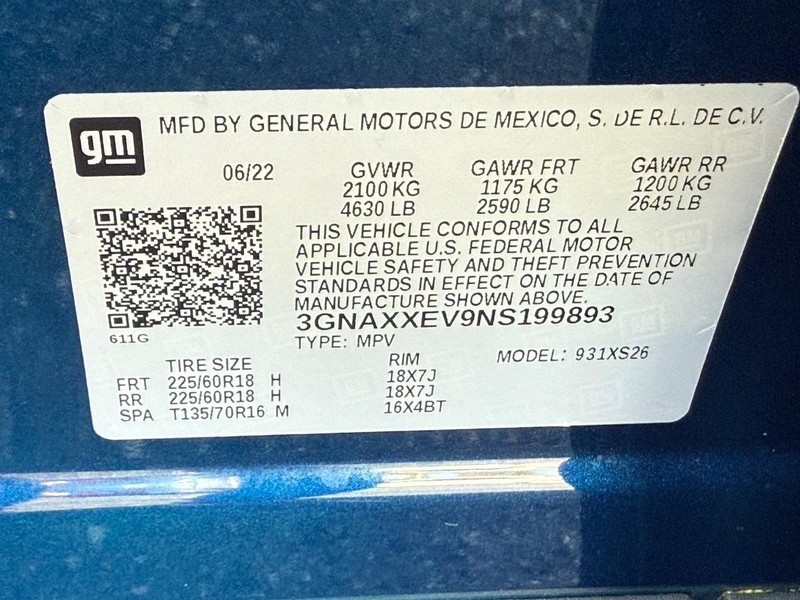 gm
MFD BY GENERAL MOTORS DE MEXICO, S. DE R.L. DE C.V.
06/22 GVWR GAWR FRT GAWR RR
2100 KG 1175 KG 1200 KG
4630 LB 2590 LB 2645 LB
THIS VEHICLE CONFORMS TO ALL
APPLICABLE U.S. FEDERAL MOTOR
VEHICLE SAFETY AND THEFT PREVENTION
STANDARDS IN EFFECT ON THE DATE OF
MANUFACTURE SHOWN ABOVE.
3GNAXXEV9NS199893
611G
TYPE: MPV MODEL: 931XS26
TIRE SIZE RIM
FRT 225/60R18 H 18X7J
RR 225/60R18 H 18X7J
SPA T135/70R16 M 16X4BT